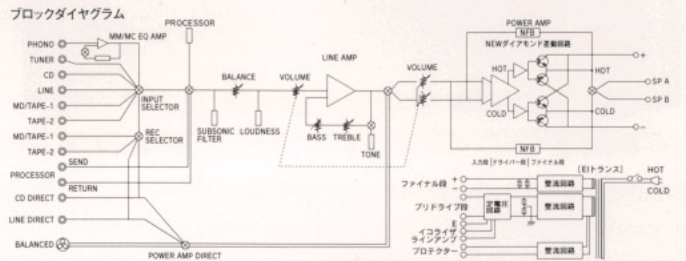 ブロックダイヤグラム
PROCESSOR
POWER AMP
NFB
NEWダイアモンド差動回路
MM/MC EQ AMP
PHONO
TUNER
CD
LINE
MD/TAPE-1
TAPE-2
INPUT
SELECTOR
BALANCE
VOLUME
LINE AMP
VOLUME
HOT
HOT
+
SP A
SP B
COLD
COLD
−
MD/TAPE-1
TAPE-2
REC
SELECTOR
SUBSONIC
FILTER
LOUDNESS
BASS
TREBLE
TONE
NFB
入力段
ドライバー段
ファイナル段
SEND
PROCESSOR
RETURN
CD DIRECT
LINE DIRECT
BALANCED
POWER AMP DIRECT
[EIトランス]
HOT
COLD
ファイナル段
+
−
整流回路
プリドライブ段
定電圧
回路
整流回路
E
イコライザ
ラインアンプ
プロテクター
整流回路